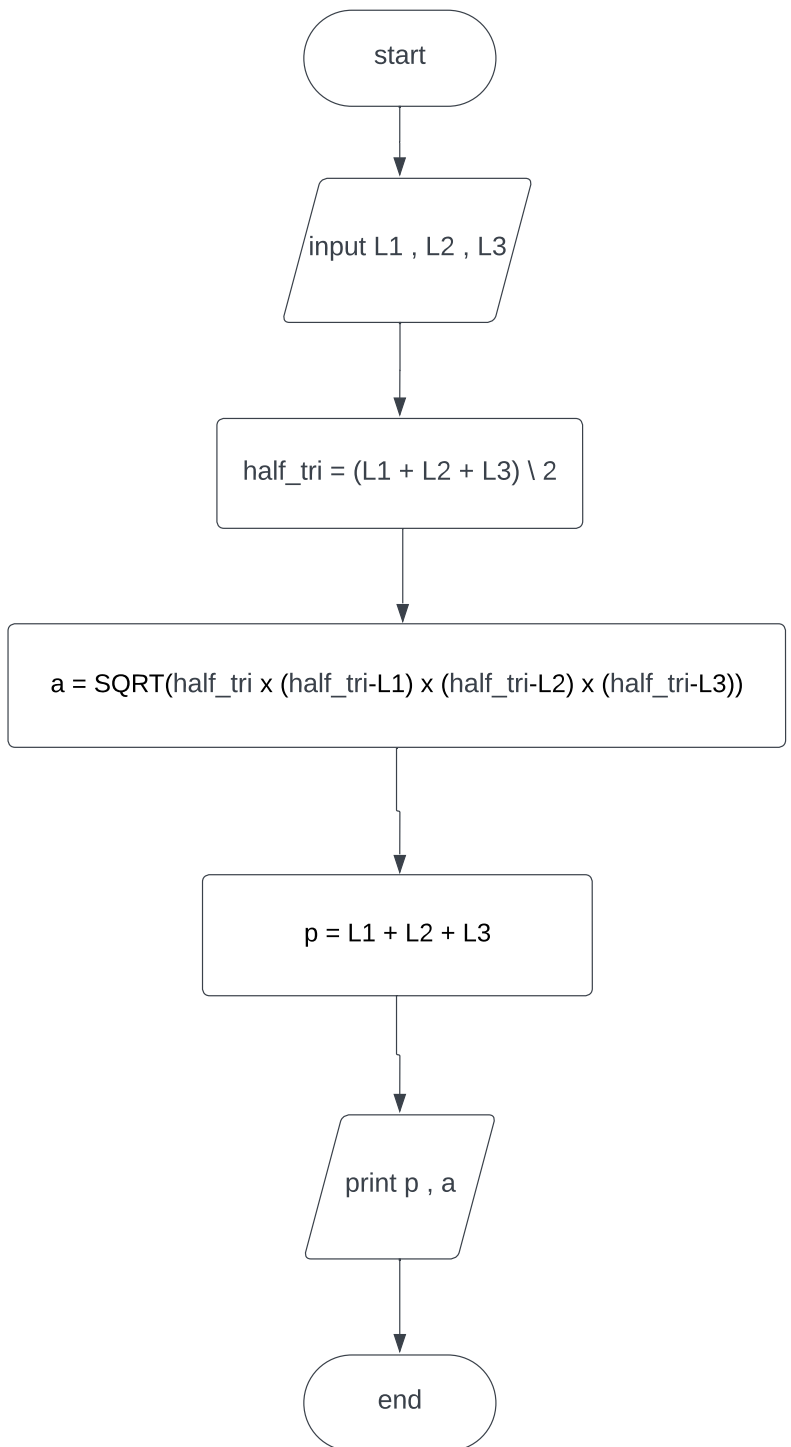 start
input L1 , L2 , L3
half_tri = (L1 + L2 + L3) \ 2
a = SQRT(half_tri x (half_tri-L1) x (half_tri-L2) x (half_tri-L3))
p = L1 + L2 + L3
print p , a
end